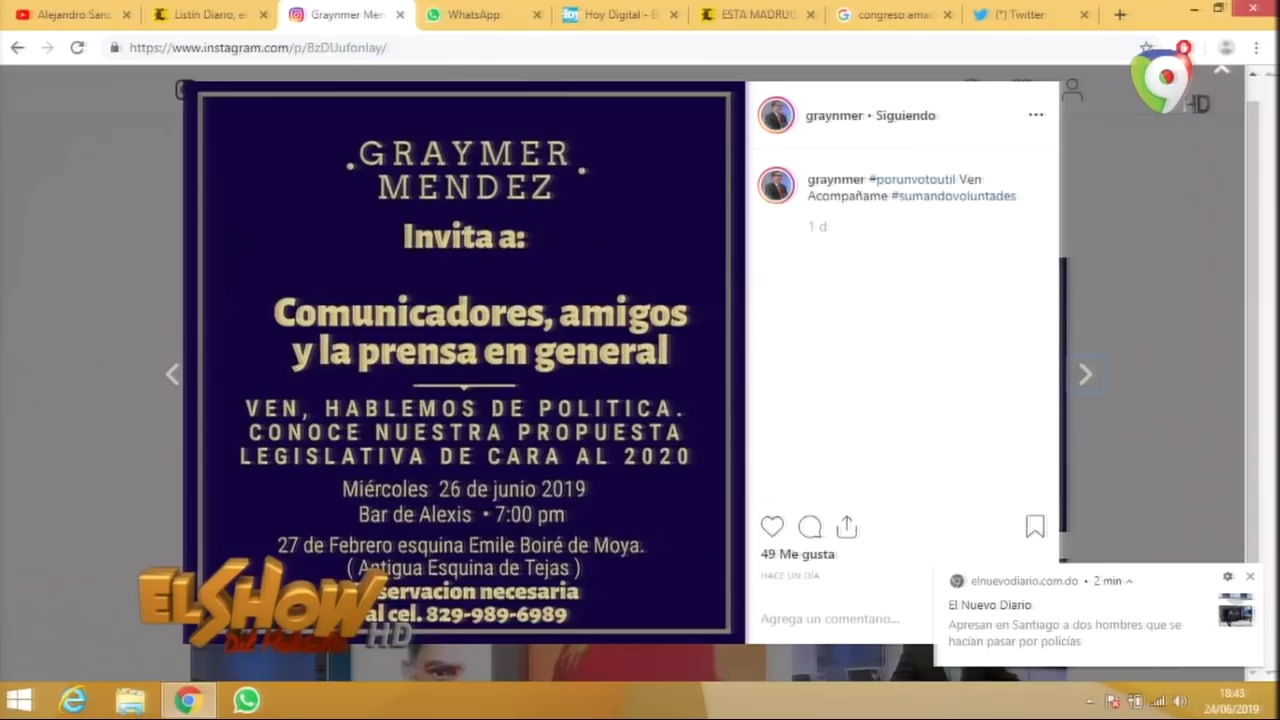 Alejandro Sanz
Listín Diario, el
Graynmer Men
WhatsApp
Hoy Digital - E
ESTA MADRUG
congreso amar
(*) Twitter
https://www.instagram.com/p/BzDUufonIay/
HD
.GRAYMER.
MENDEZ
Invita a:
Comunicadores, amigos
y la prensa en general
VEN, HABLEMOS DE POLITICA.
CONOCE NUESTRA PROPUESTA
LEGISLATIVA DE CARA AL 2020
Miércoles 26 de junio 2019
Bar de Alexis • 7:00 pm
27 de Febrero esquina Emile Boiré de Moya.
( Antigua Esquina de Tejas )
servacion necesaria
al cel. 829-989-6989
EL SHOW
HD
graynmer • Siguiendo
graynmer #porunvotoutil Ven
Acompañame #sumandovoluntades
1 d
49 Me gusta
HACE UN DÍA
Agrega un comentario...
elnuevodiario.com.do • 2 min
El Nuevo Diario
Apresan en Santiago a dos hombres que se
hacían pasar por policías
18:43
24/06/2019